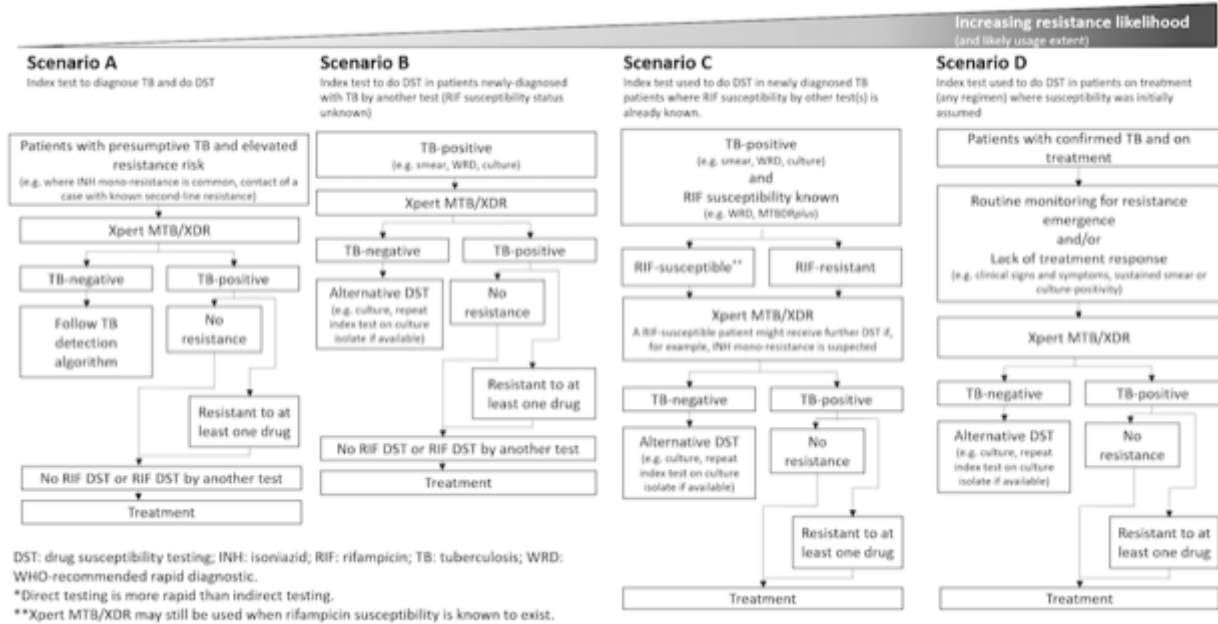 Increasing resistance likelihood
(and likely usage extent)
Scenario A
Index test to diagnose TB and do DST
Patients with presumptive TB and elevated
resistance risk
(e.g. where INH mono-resistance is common, contact of a
case with known second-line resistance)
Xpert MTB/XDR
TB-negative
TB-positive
Follow TB
detection
algorithm
No
resistance
Resistant to at
least one drug
No RIF DST or RIF DST by another test
Treatment
Scenario B
Index test to do DST in patients newly-diagnosed
with TB by another test (RIF susceptibility status
unknown)
TB-positive
(e.g. smear, WRD, culture)
Xpert MTB/XDR
TB-negative
TB-positive
Alternative DST
(e.g. culture, repeat
index test on culture
isolate if available)
No
resistance
Resistant to at
least one drug
No RIF DST or RIF DST by another test
Treatment
Scenario C
Index test used to do DST in newly diagnosed TB
patients where RIF susceptibility by other test(s) is
already known.
TB-positive
(e.g. smear, WRD, culture)
and
RIF susceptibility known
(e.g. WRD, MTBDRplus)
RIF-susceptible**
RIF-resistant
Xpert MTB/XDR
A RIF-susceptible patient might receive further DST if,
for example, INH mono-resistance is suspected
TB-negative
TB-positive
Alternative DST
(e.g. culture, repeat
index test on culture
isolate if available)
No
resistance
Resistant to at
least one drug
Treatment
Scenario D
Index test used to do DST in patients on treatment
(any regimen) where susceptibility was initially
assumed
Patients with confirmed TB and on
treatment
Routine monitoring for resistance
emergence
and/or
Lack of treatment response
(e.g. clinical signs and symptoms, sustained smear or
culture-positivity)
Xpert MTB/XDR
TB-negative
TB-positive
Alternative DST
(e.g. culture, repeat
index test on culture
isolate if available)
No
resistance
Resistant to at
least one drug
Treatment
DST: drug susceptibility testing; INH: isoniazid; RIF: rifampicin; TB: tuberculosis; WRD:
WHO-recommended rapid diagnostic.
*Direct testing is more rapid than indirect testing.
**Xpert MTB/XDR may still be used when rifampicin susceptibility is known to exist.